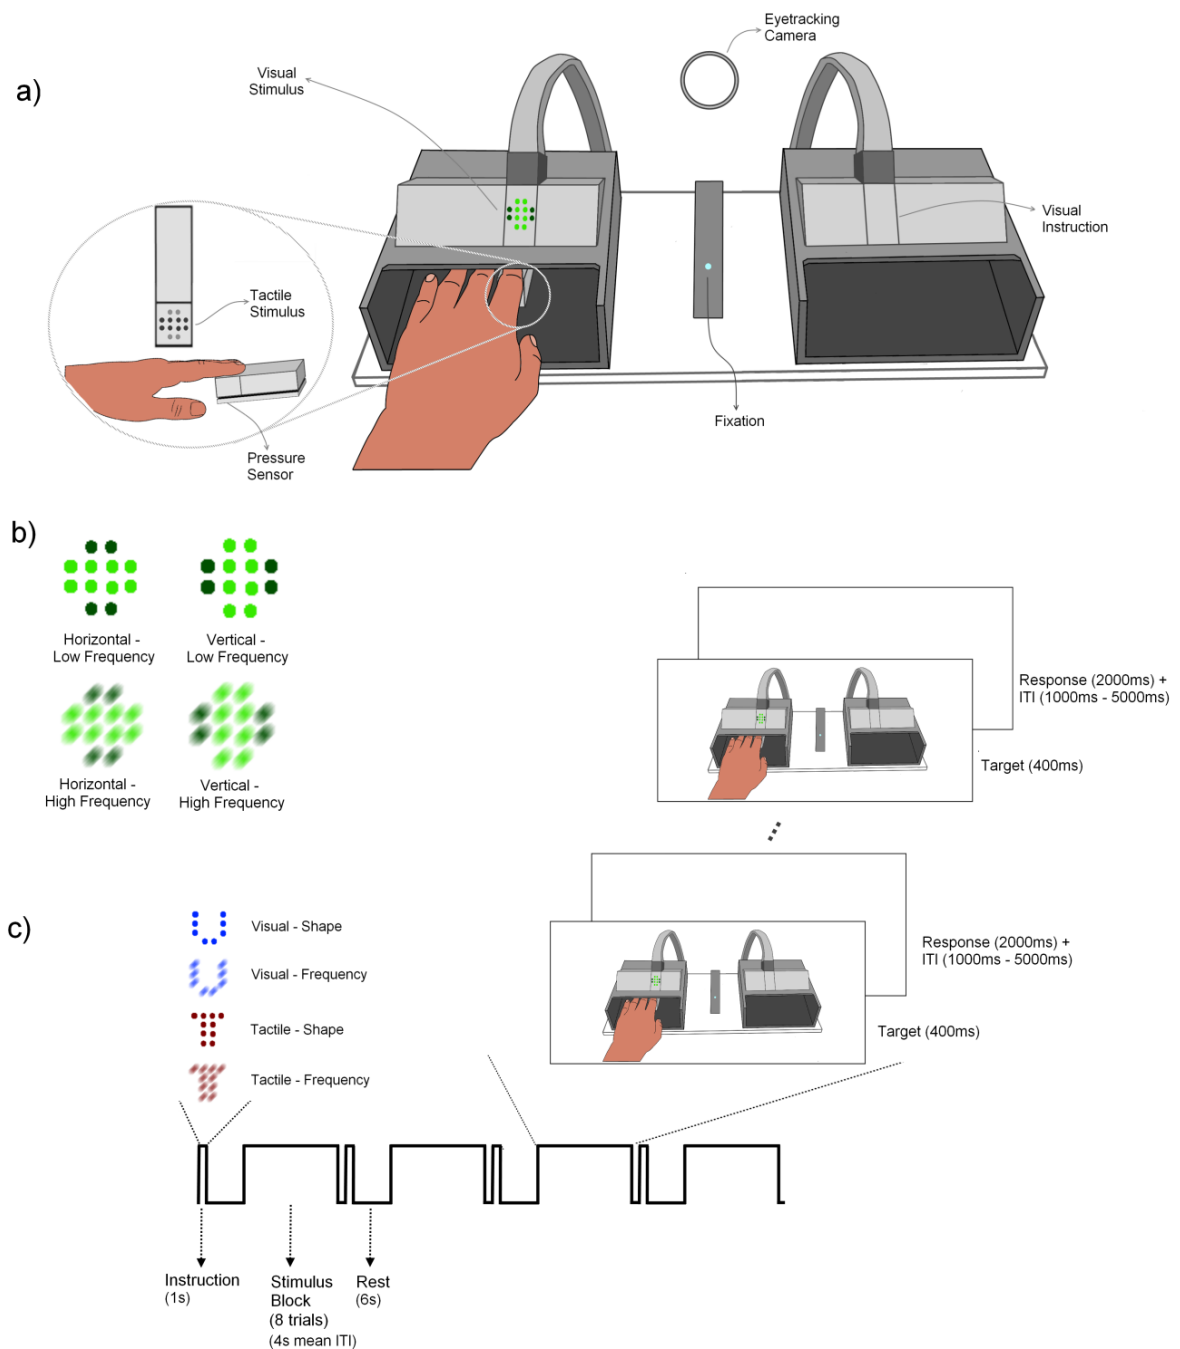 a)
Eyetracking
Camera
Visual
Stimulus
Visual
Instruction
Tactile
Stimulus
Fixation
Pressure
Sensor
b)
Horizontal -
Low Frequency
Vertical -
Low Frequency
Horizontal -
High Frequency
Vertical -
High Frequency
Response (2000ms) +
ITI (1000ms - 5000ms)
Target (400ms)
Response (2000ms) +
ITI (1000ms - 5000ms)
Target (400ms)
c)
Visual - Shape
Visual - Frequency
Tactile - Shape
Tactile - Frequency
Instruction
(1s)
Stimulus
Block
(8 trials)
(4s mean ITI)
Rest
(6s)